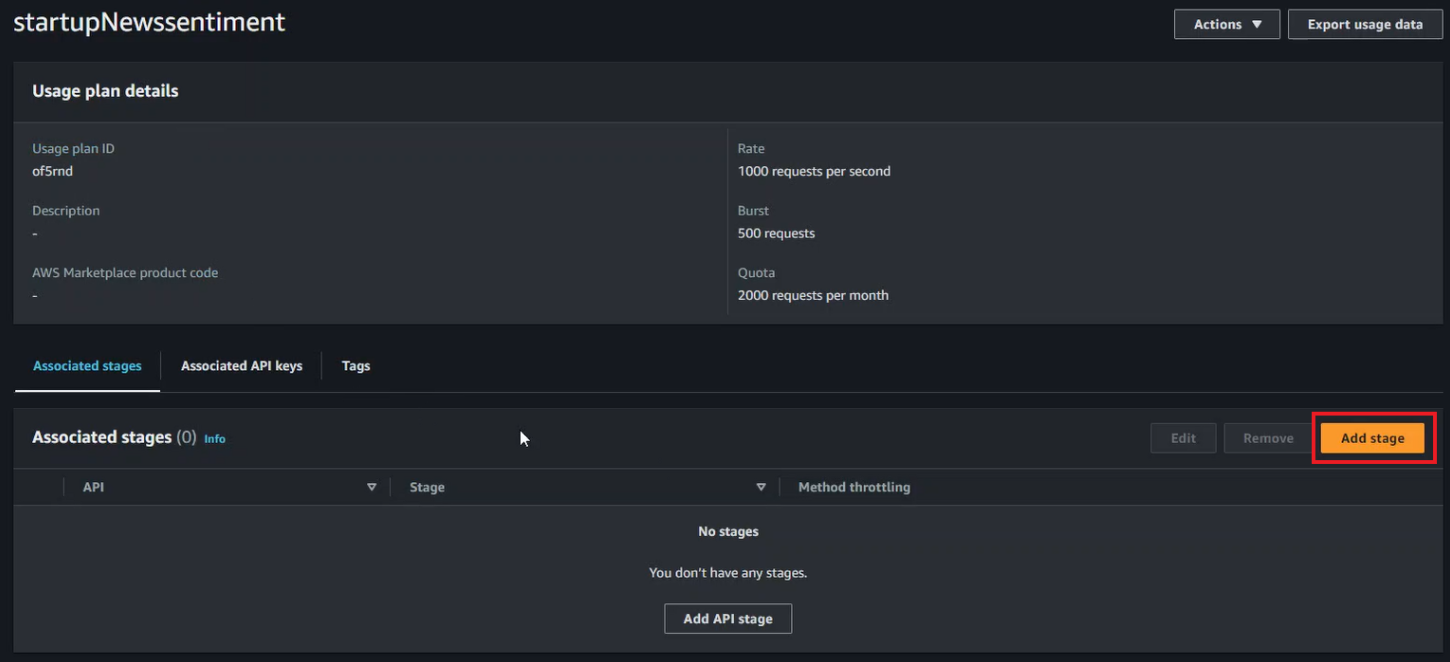 startupNewssentiment
Actions
Export usage data
Usage plan details
Usage plan ID
of5rnd
Rate
1000 requests per second
Description
-
Burst
500 requests
AWS Marketplace product code
-
Quota
2000 requests per month
Associated stages
Associated API keys
Tags
Associated stages (0) Info
Edit
Remove
Add stage
API
Stage
Method throttling
No stages
You don't have any stages.
Add API stage